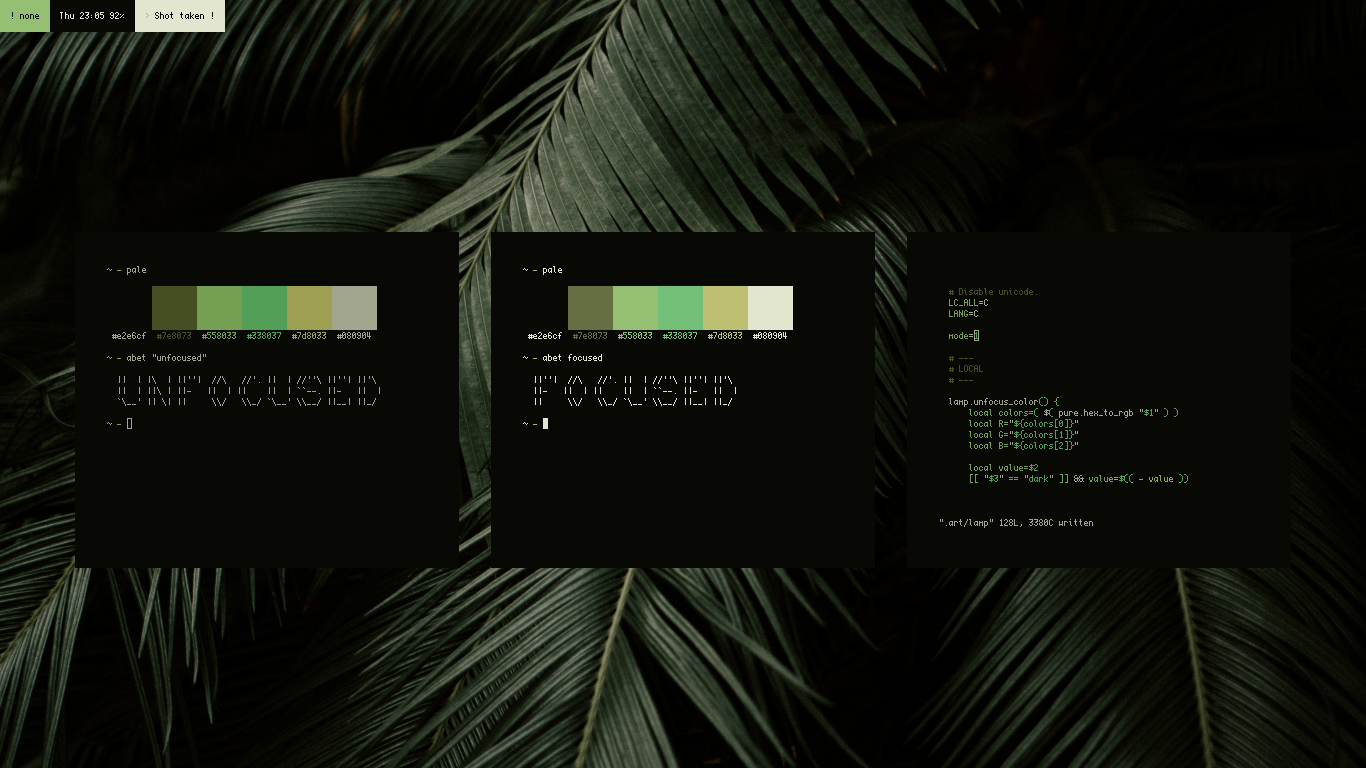 ! none
Thu 23:05 92%
> Shot taken !
~ - pale
#e2e6cf #7e8073 #558033 #338037 #7d8033 #080904
~ - abet "unfocused"
UNFOCUSED
~ -
~ - pale
#e2e6cf #7e8073 #558033 #338037 #7d8033 #080904
~ - abet focused
FOCUSED
~ -
# Disable unicode.
LC_ALL=C
LANG=C
mode=0
# ---
# LOCAL
# ---
lamp.unfocus_color() {
local colors=( $( pure.hex_to_rgb "$1" ) )
local R="${colors[0]}"
local G="${colors[1]}"
local B="${colors[2]}"
local value=$2
[[ "$3" == "dark" ]] && value=$(( - value ))
".art/lamp" 128L, 3380C written